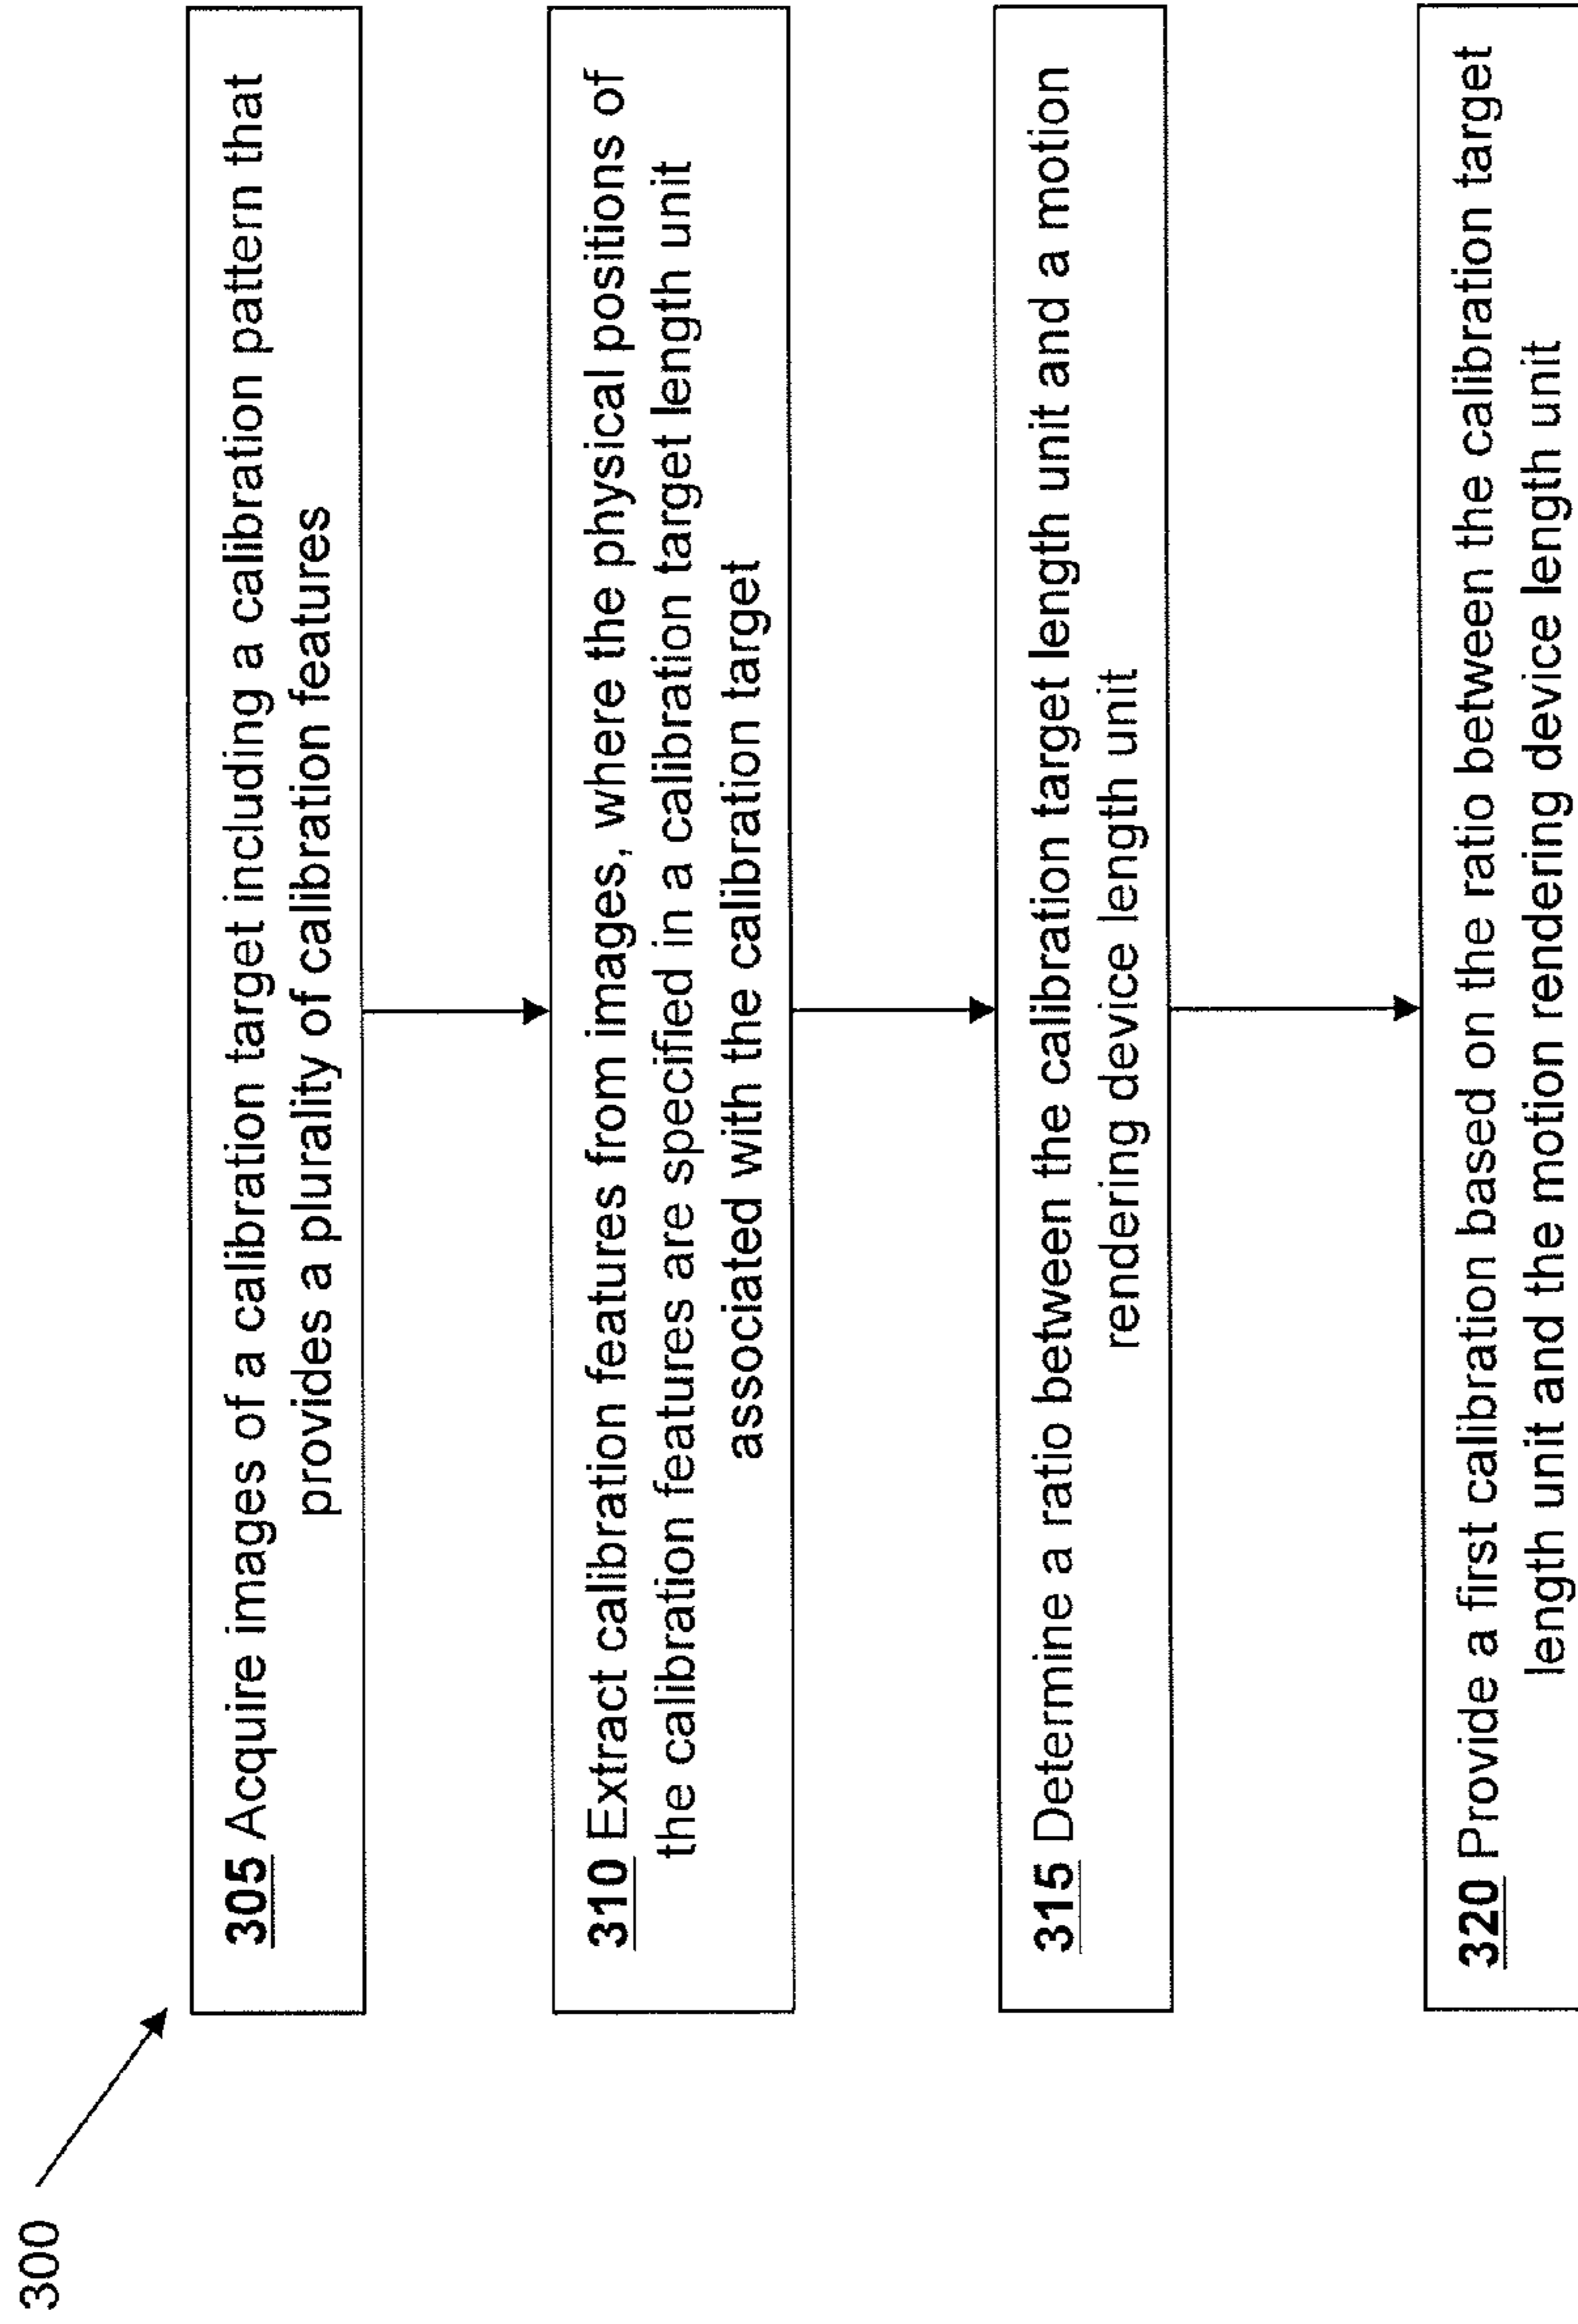 300
305 Acquire images of a calibration target including a calibration pattern that
provides a plurality of calibration features
310 Extract calibration features from images, where the physical positions of
the calibration features are specified in a calibration target length unit
associated with the calibration target
315 Determine a ratio between the calibration target length unit and a motion
rendering device length unit
320 Provide a first calibration based on the ratio between the calibration target
length unit and the motion rendering device length unit